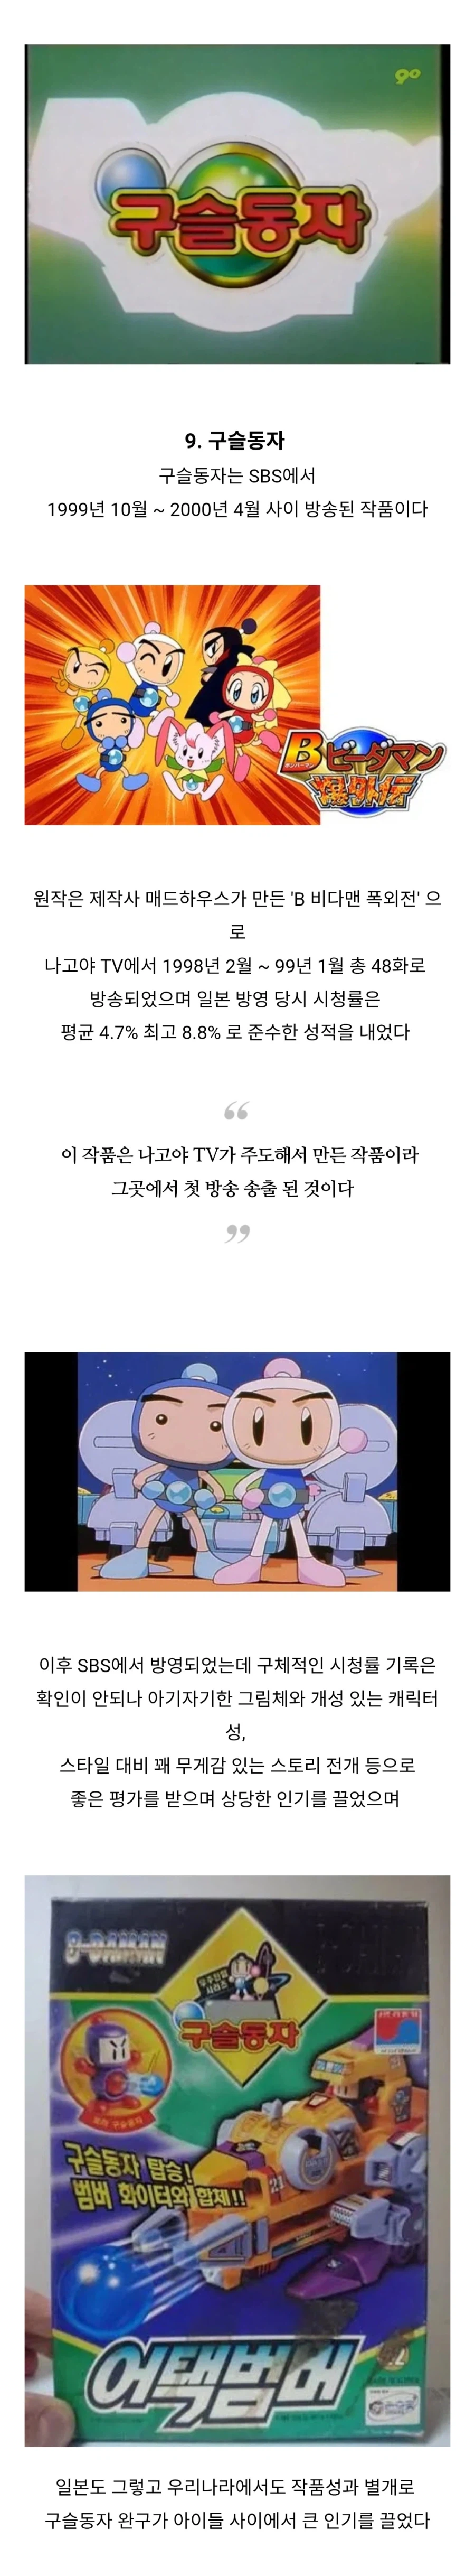 go
구슬동자
9. 구슬동자
구슬동자는 SBS에서
1999년 10월 ~ 2000년 4월 사이 방송된 작품이다
B ビーダマン
ボンバーマン
爆外伝
원작은 제작사 매드하우스가 만든 'B 비다맨 폭외전' 으
로
나고야 TV에서 1998년 2월 ~ 99년 1월 총 48화로
방송되었으며 일본 방영 당시 시청률은
평균 4.7% 최고 8.8% 로 준수한 성적을 내었다
“
이 작품은 나고야 TV가 주도해서 만든 작품이라
그곳에서 첫 방송 송출 된 것이다
”
이후 SBS에서 방영되었는데 구체적인 시청률 기록은
확인이 안되나 아기자기한 그림체와 개성 있는 캐릭터
성,
스타일 대비 꽤 무게감 있는 스토리 전개 등으로
좋은 평가를 받으며 상당한 인기를 끌었으며
B-DAMAN
구슬동자
구슬동자 탑승!
범버 화이터와 합체!!
21
어택범버
일본도 그렇고 우리나라에서도 작품성과 별개로
구슬동자 완구가 아이들 사이에서 큰 인기를 끌었다